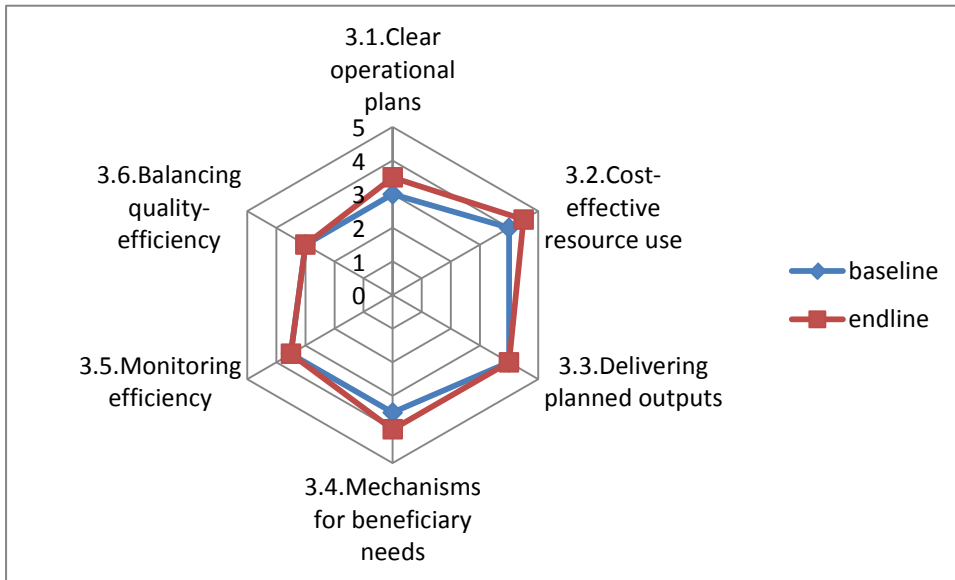 3.1.Clear
operational
plans
5
4
3
2
1
0
3.2.Cost-
effective
resource use
3.3.Delivering
planned outputs
3.4.Mechanisms
for beneficiary
needs
3.5.Monitoring
efficiency
3.6.Balancing
quality-
efficiency
baseline
endline